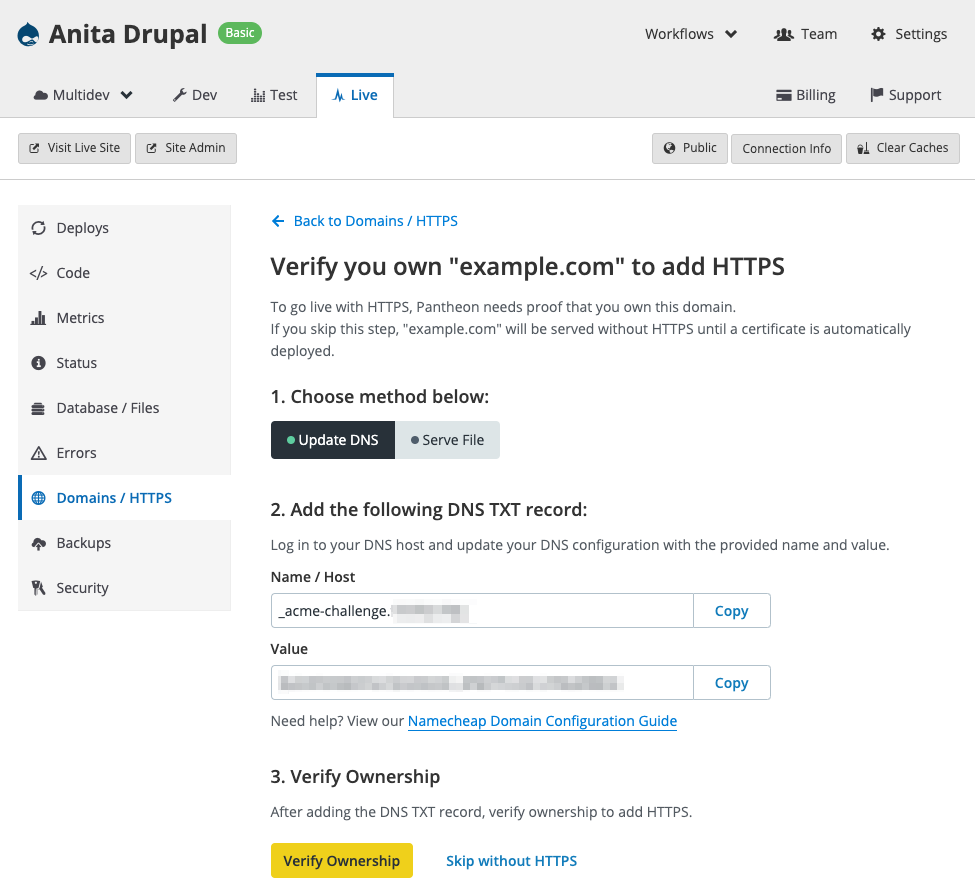 Anita Drupal Basic
Workflows Team Settings
Multidev Dev Test Live Billing Support
Visit Live Site Site Admin Public Connection Info Clear Caches
Deploys
Code
Metrics
Status
Database / Files
Errors
Domains / HTTPS
Backups
Security
Back to Domains / HTTPS
Verify you own "example.com" to add HTTPS
To go live with HTTPS, Pantheon needs proof that you own this domain.
If you skip this step, "example.com" will be served without HTTPS until a certificate is automatically
deployed.
1. Choose method below:
Update DNS Serve File
2. Add the following DNS TXT record:
Log in to your DNS host and update your DNS configuration with the provided name and value.
Name / Host
_acme-challenge. Copy
Value
Copy
Need help? View our Namecheap Domain Configuration Guide
3. Verify Ownership
After adding the DNS TXT record, verify ownership to add HTTPS.
Verify Ownership Skip without HTTPS